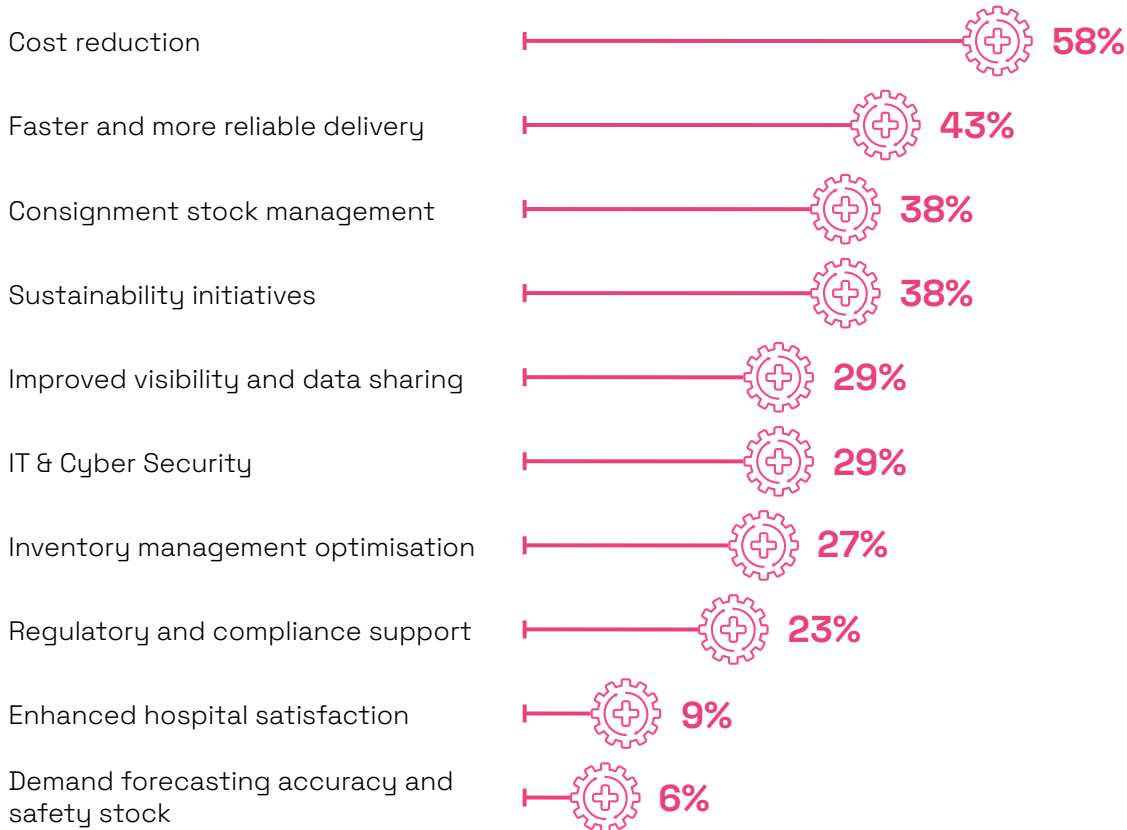 Cost reduction 58%
Faster and more reliable delivery 43%
Consignment stock management 38%
Sustainability initiatives 38%
Improved visibility and data sharing 29%
IT & Cyber Security 29%
Inventory management optimisation 27%
Regulatory and compliance support 23%
Enhanced hospital satisfaction 9%
Demand forecasting accuracy and
safety stock 6%